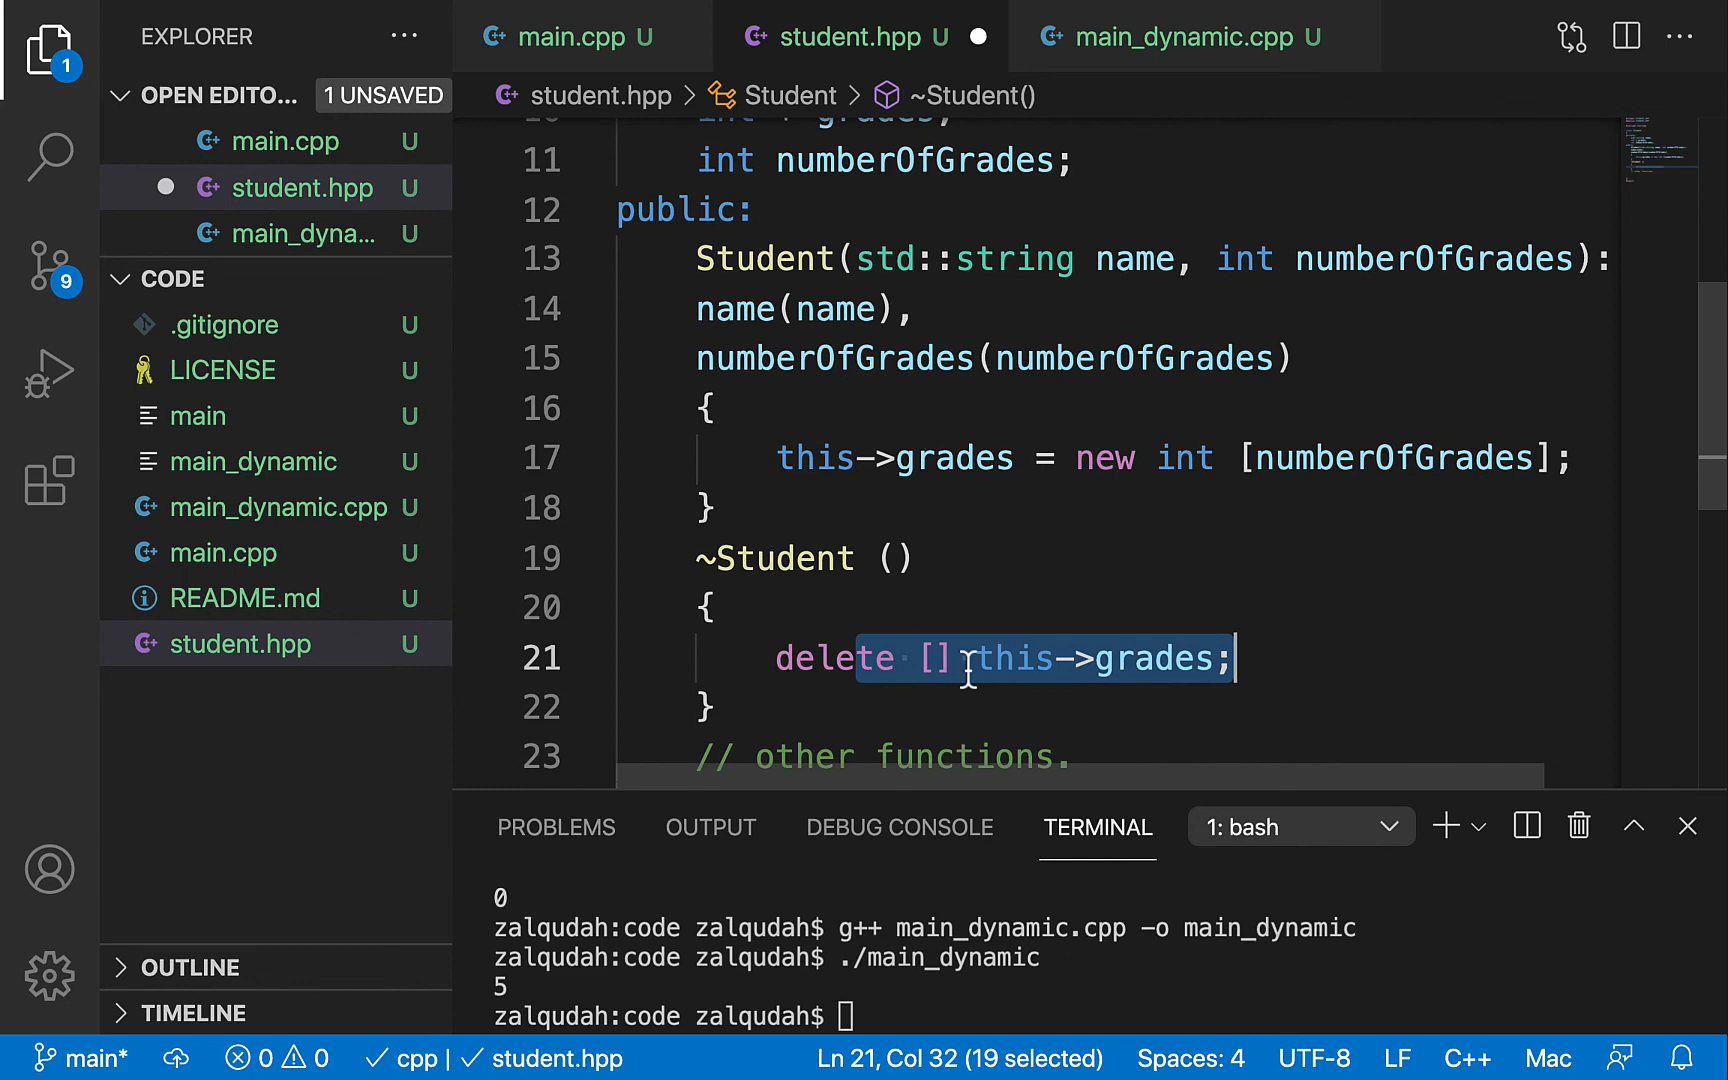 EXPLORER ...
main.cpp U
student.hpp U
main_dynamic.cpp U
1
OPEN EDITO... 1 UNSAVED
student.hpp > Student > ~Student()
main.cpp U
student.hpp U
main_dyna... U
CODE
.gitignore U
LICENSE U
main U
main_dynamic U
main_dynamic.cpp U
main.cpp U
README.md U
student.hpp U
9
OUTLINE
TIMELINE
10 int * grades;
11 int numberOfGrades;
12 public:
13 Student(std::string name, int numberOfGrades):
14 name(name),
15 numberOfGrades(numberOfGrades)
16 {
17 this->grades = new int [numberOfGrades];
18 }
19 ~Student ()
20 {
21 delete [] this->grades;
22 }
23 // other functions.
PROBLEMS OUTPUT DEBUG CONSOLE TERMINAL 1: bash
0
zalqudah:code zalqudah$ g++ main_dynamic.cpp -o main_dynamic
zalqudah:code zalqudah$ ./main_dynamic
5
zalqudah:code zalqudah$
main* 0 0 cpp | student.hpp Ln 21, Col 32 (19 selected) Spaces: 4 UTF-8 LF C++ Mac